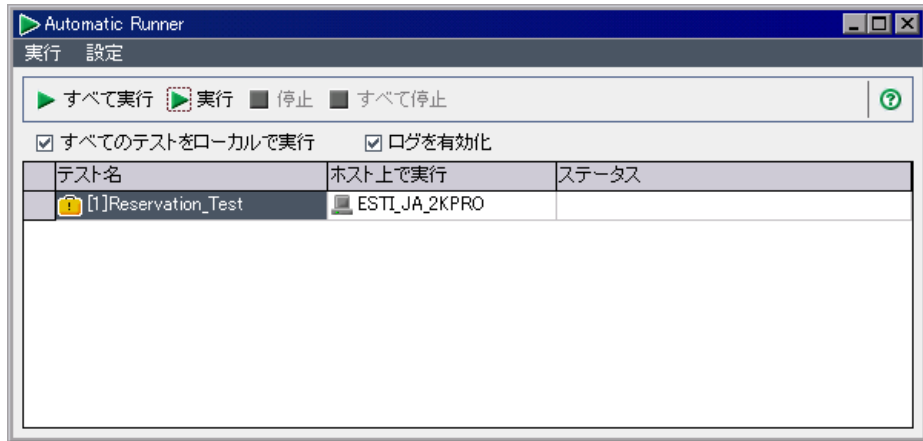 Automatic Runner
実行 設定
すべて実行 実行 停止 すべて停止
すべてのテストをローカルで実行 ログを有効化
テスト名 ホスト上で実行 ステータス
[1]Reservation_Test ESTI_JA_2KPRO